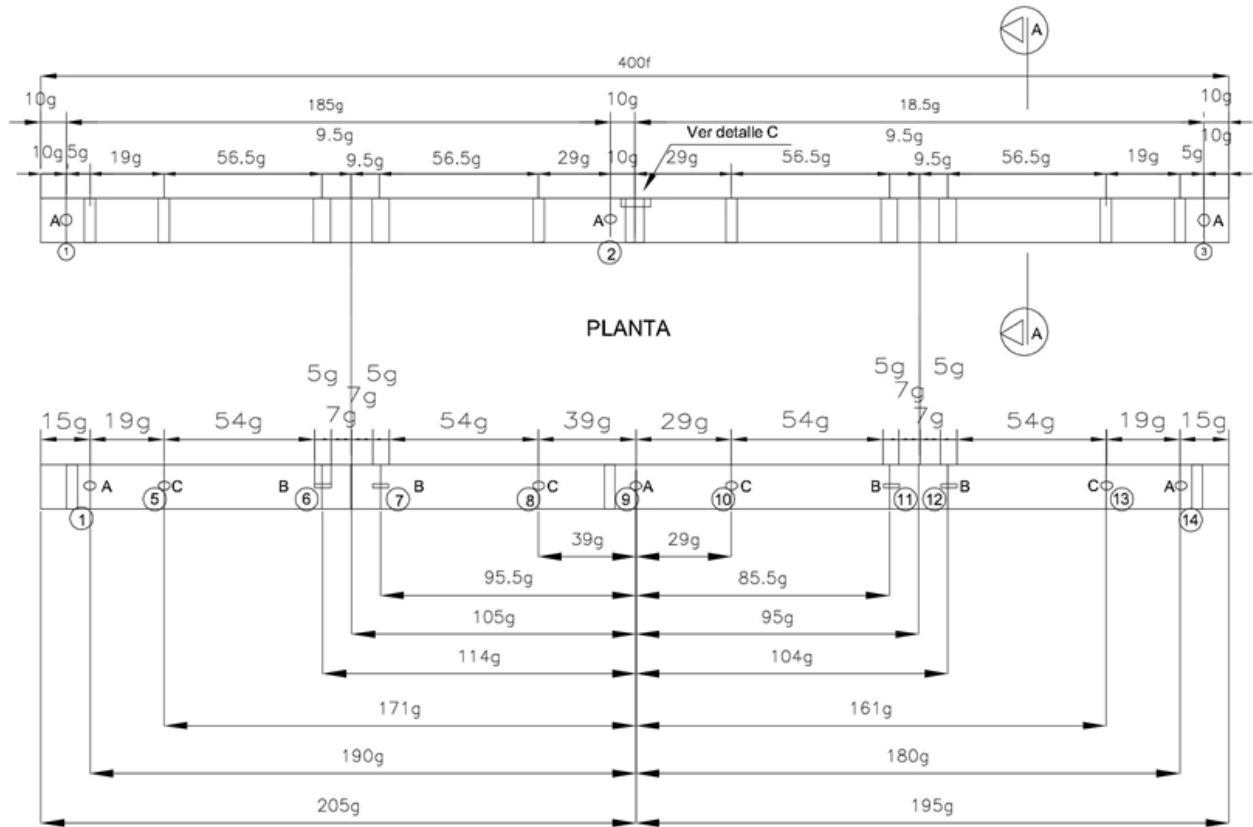 A
400f
10g 185g 10g 18.5g 10g
9.5g Ver detalle C 9.5g 10g
10g 5g 19g 56.5g 9.5g 56.5g 29g 10g 29g 56.5g 9.5g 56.5g 19g 5g
A A A
1 2 3
PLANTA
A
5g 5g 5g 5g
7g 7g
15g 19g 54g 7g 54g 39g 29g 54g 7g 54g 19g 15g
A C B B C A C B B C A
1 5 6 7 8 9 10 11 12 13 14
39g 29g
95.5g 85.5g
105g 95g
114g 104g
171g 161g
190g 180g
205g 195g